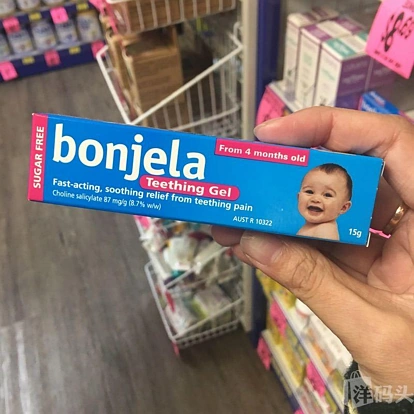 SUGAR FREE
bonjela
From 4 months old
Teething Gel
Fast-acting, soothing relief from teething pain
Choline salicylate 87 mg/g (8.7% w/w)
AUST R 10322
15g
洋码头